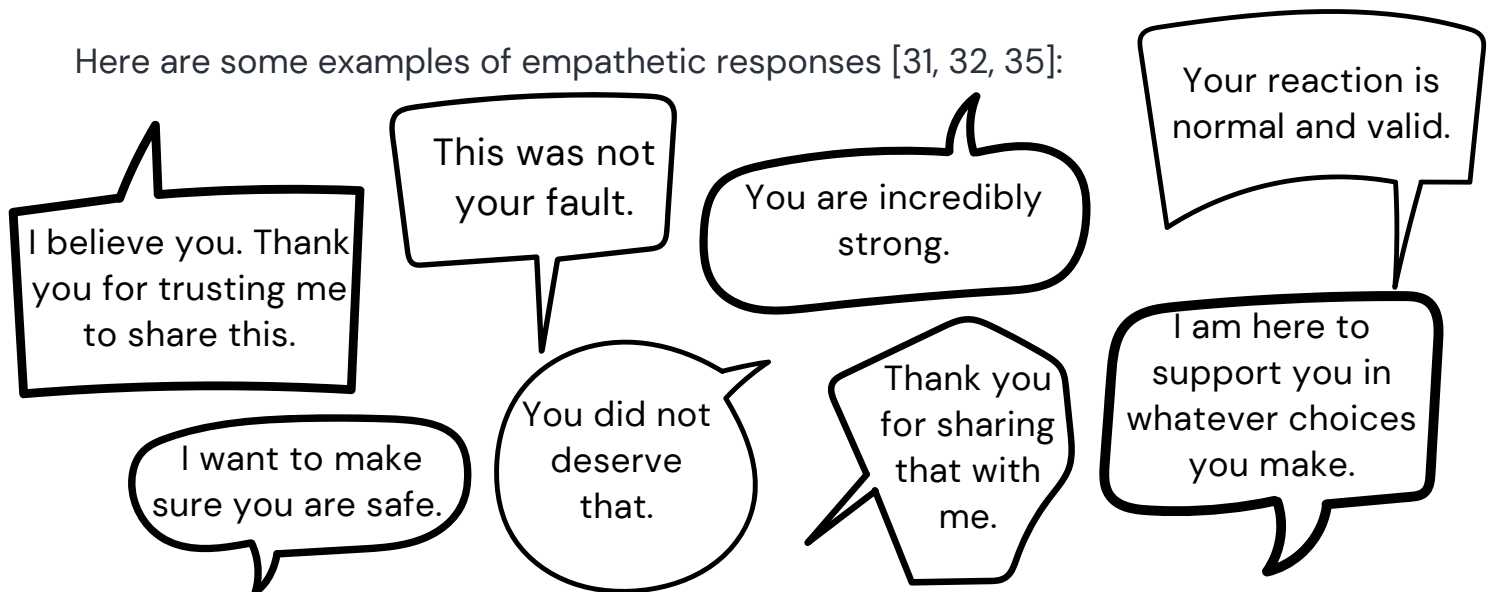 Here are some examples of empathetic responses [31, 32, 35]:
I believe you. Thank
you for trusting me
to share this.
This was not
your fault.
You are incredibly
strong.
Your reaction is
normal and valid.
I want to make
sure you are safe.
You did not
deserve
that.
Thank you
for sharing
that with
me.
I am here to
support you in
whatever choices
you make.